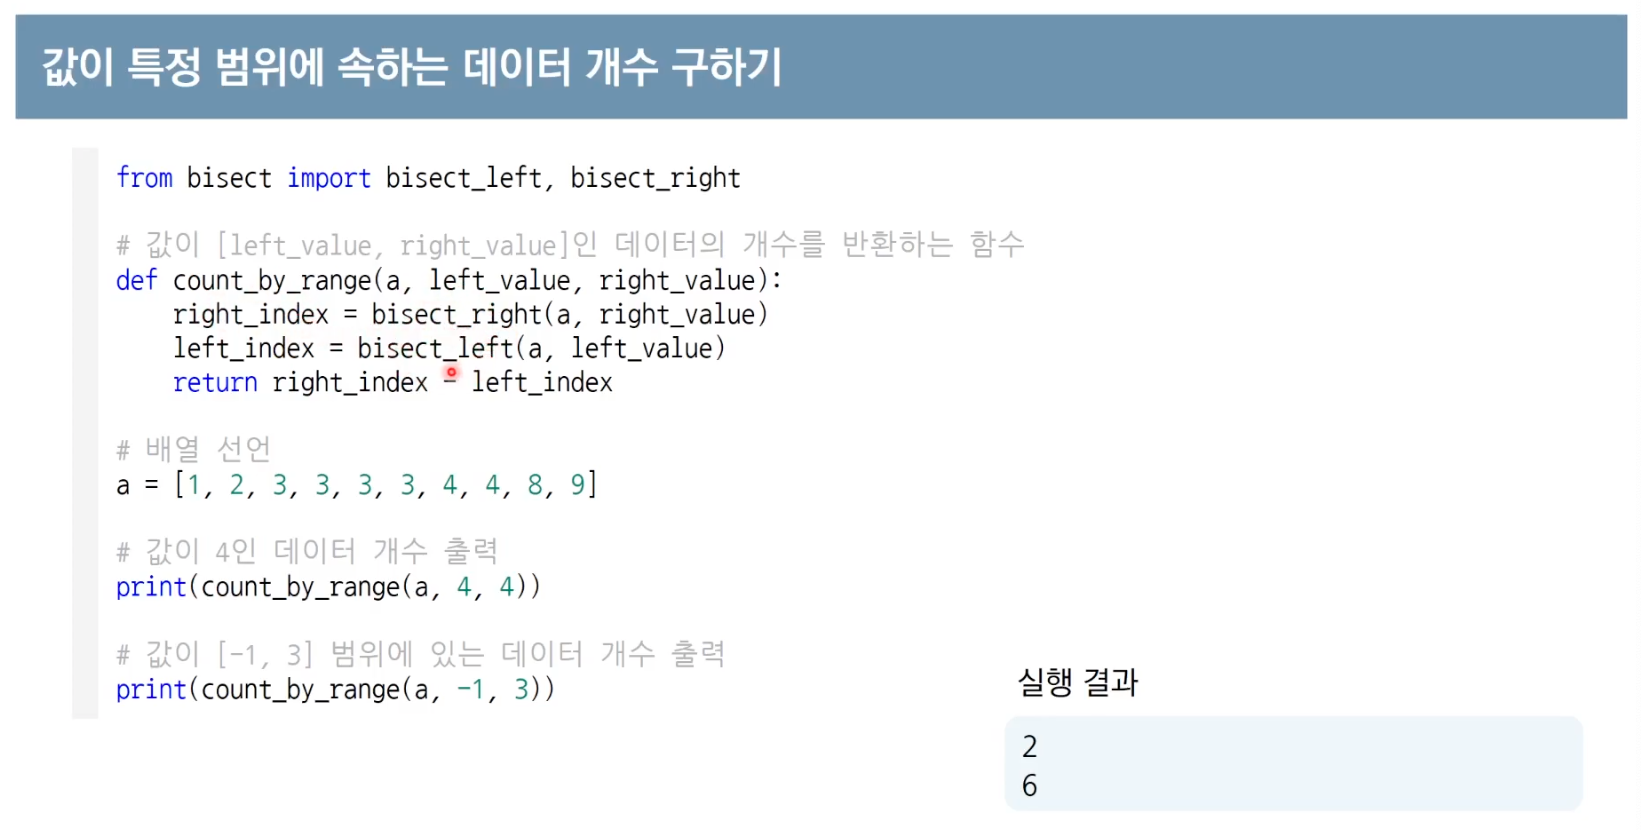 값이 특정 범위에 속하는 데이터 개수 구하기
from bisect import bisect_left, bisect_right
# 값이 [left_value, right_value]인 데이터의 개수를 반환하는 함수
def count_by_range(a, left_value, right_value):
    right_index = bisect_right(a, right_value)
    left_index = bisect_left(a, left_value)
    return right_index - left_index
# 배열 선언
a = [1, 2, 3, 3, 3, 3, 4, 4, 8, 9]
# 값이 4인 데이터 개수 출력
print(count_by_range(a, 4, 4))
# 값이 [-1, 3] 범위에 있는 데이터 개수 출력
print(count_by_range(a, -1, 3))
실행 결과
2
6